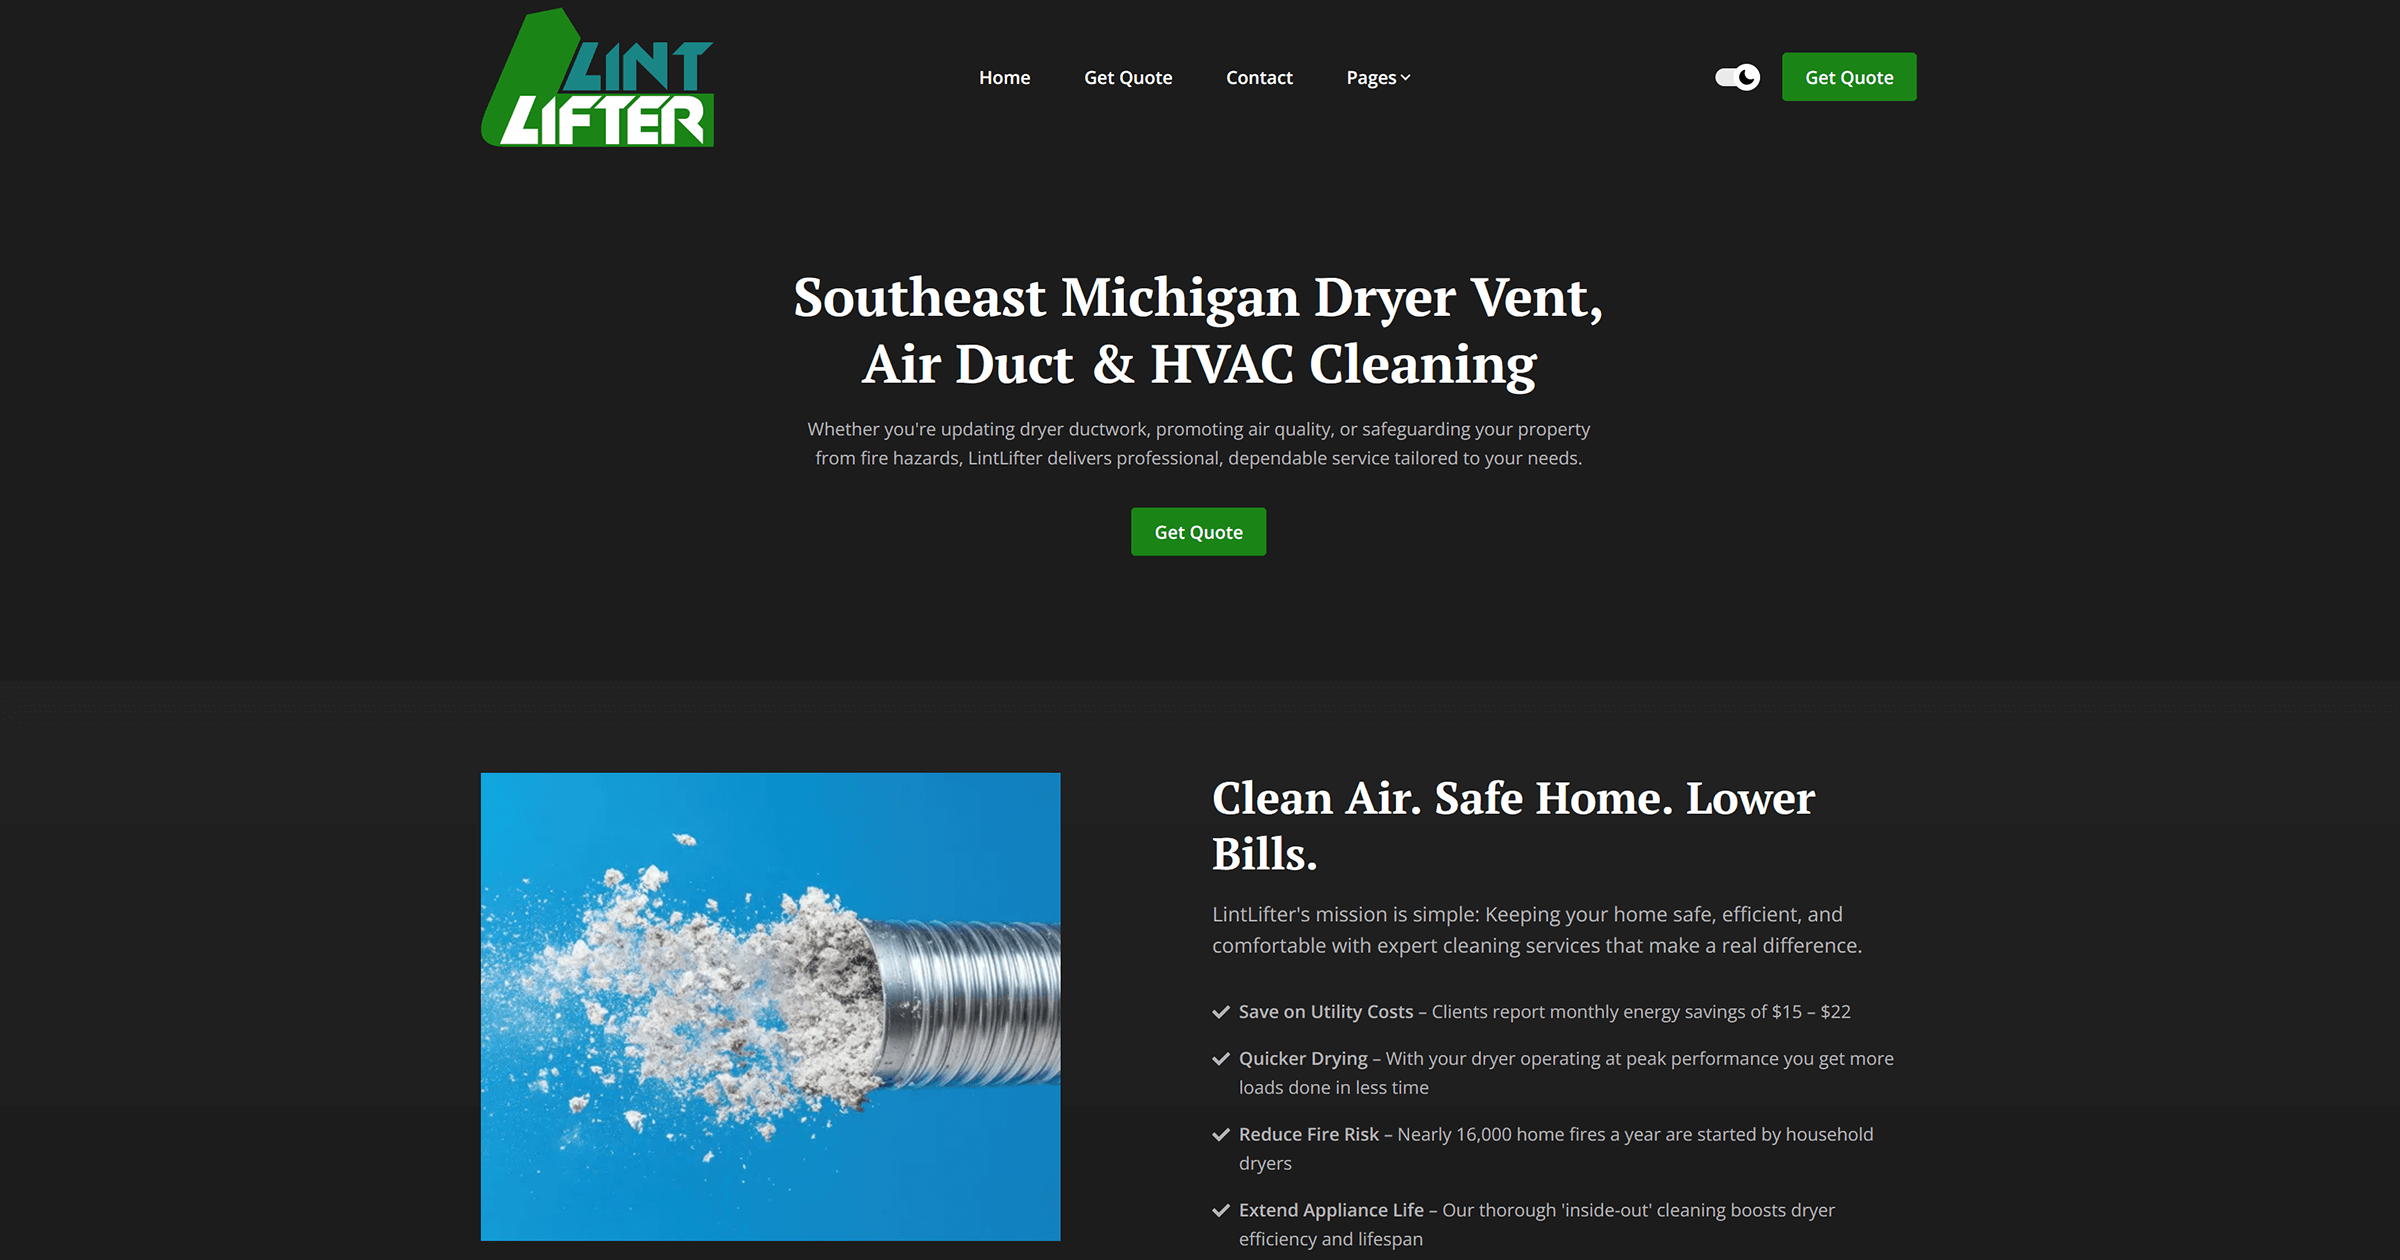 LINT
LIFTER
Home
Get Quote
Contact
Pages
Get Quote
Southeast Michigan Dryer Vent,
Air Duct & HVAC Cleaning
Whether you're updating dryer ductwork, promoting air quality, or safeguarding your property
from fire hazards, LintLifter delivers professional, dependable service tailored to your needs.
Get Quote
Clean Air. Safe Home. Lower
Bills.
LintLifter's mission is simple: Keeping your home safe, efficient, and
comfortable with expert cleaning services that make a real difference.
Save on Utility Costs – Clients report monthly energy savings of $15 – $22
Quicker Drying – With your dryer operating at peak performance you get more
loads done in less time
Reduce Fire Risk – Nearly 16,000 home fires a year are started by household
dryers
Extend Appliance Life – Our thorough 'inside-out' cleaning boosts dryer
efficiency and lifespan